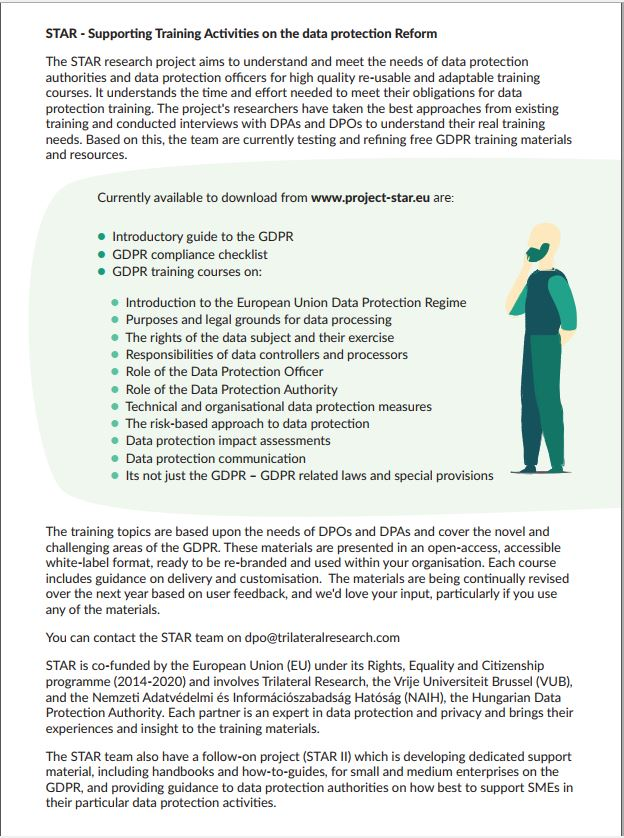 STAR - Supporting Training Activities on the data protection Reform
The STAR research project aims to understand and meet the needs of data protection
authorities and data protection officers for high quality re-usable and adaptable training
courses. It understands the time and effort needed to meet their obligations for data
protection training. The project's researchers have taken the best approaches from existing
training and conducted interviews with DPAs and DPOs to understand their real training
needs. Based on this, the team are currently testing and refining free GDPR training materials
and resources.
Currently available to download from www.project-star.eu are:
● Introductory guide to the GDPR
● GDPR compliance checklist
● GDPR training courses on:
● Introduction to the European Union Data Protection Regime
● Purposes and legal grounds for data processing
● The rights of the data subject and their exercise
● Responsibilities of data controllers and processors
● Role of the Data Protection Officer
● Role of the Data Protection Authority
● Technical and organisational data protection measures
● The risk-based approach to data protection
● Data protection impact assessments
● Data protection communication
● Its not just the GDPR – GDPR related laws and special provisions
The training topics are based upon the needs of DPOs and DPAs and cover the novel and
challenging areas of the GDPR. These materials are presented in an open-access, accessible
white-label format, ready to be re-branded and used within your organisation. Each course
includes guidance on delivery and customisation. The materials are being continually revised
over the next year based on user feedback, and we'd love your input, particularly if you use
any of the materials.
You can contact the STAR team on dpo@trilateralresearch.com
STAR is co-funded by the European Union (EU) under its Rights, Equality and Citizenship
programme (2014-2020) and involves Trilateral Research, the Vrije Universiteit Brussel (VUB),
and the Nemzeti Adatvédelmi és Információszabadság Hatóság (NAIH), the Hungarian Data
Protection Authority. Each partner is an expert in data protection and privacy and brings their
experiences and insight to the training materials.
The STAR team also have a follow-on project (STAR II) which is developing dedicated support
material, including handbooks and how-to-guides, for small and medium enterprises on the
GDPR, and providing guidance to data protection authorities on how best to support SMEs in
their particular data protection activities.